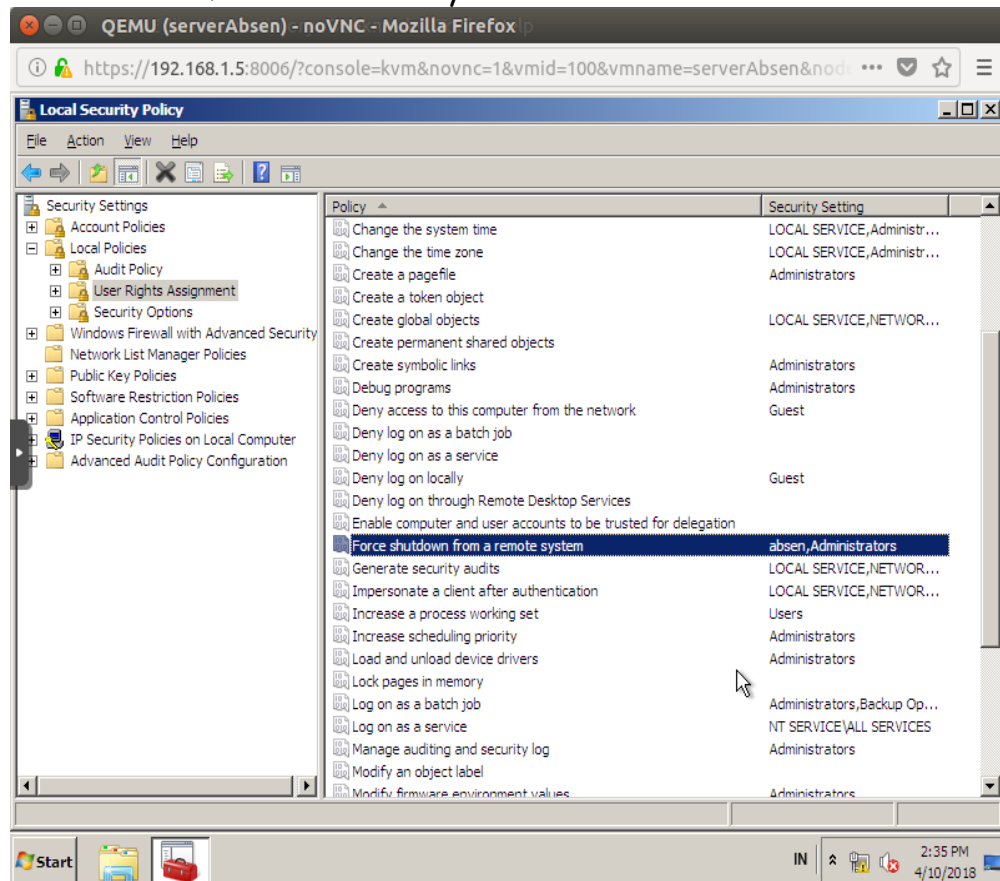 QEMU (serverAbsen) - noVNC - Mozilla Firefox
https://192.168.1.5:8006/?console=kvm&novnc=1&vmid=100&vmname=serverAbsen&nod
Local Security Policy
File Action View Help
Security Settings
Account Policies
Local Policies
Audit Policy
User Rights Assignment
Security Options
Windows Firewall with Advanced Security
Network List Manager Policies
Public Key Policies
Software Restriction Policies
Application Control Policies
IP Security Policies on Local Computer
Advanced Audit Policy Configuration
Policy Security Setting
Change the system time LOCAL SERVICE,Administr...
Change the time zone LOCAL SERVICE,Administr...
Create a pagefile Administrators
Create a token object
Create global objects LOCAL SERVICE,NETWOR...
Create permanent shared objects
Create symbolic links Administrators
Debug programs Administrators
Deny access to this computer from the network Guest
Deny log on as a batch job
Deny log on as a service
Deny log on locally Guest
Deny log on through Remote Desktop Services
Enable computer and user accounts to be trusted for delegation
Force shutdown from a remote system absen,Administrators
Generate security audits LOCAL SERVICE,NETWOR...
Impersonate a client after authentication LOCAL SERVICE,NETWOR...
Increase a process working set Users
Increase scheduling priority Administrators
Load and unload device drivers Administrators
Lock pages in memory
Log on as a batch job Administrators,Backup Op...
Log on as a service NT SERVICE\ALL SERVICES
Manage auditing and security log Administrators
Modify an object label
Modify firmware environment values Administrators
Start IN 2:35 PM
4/10/2018